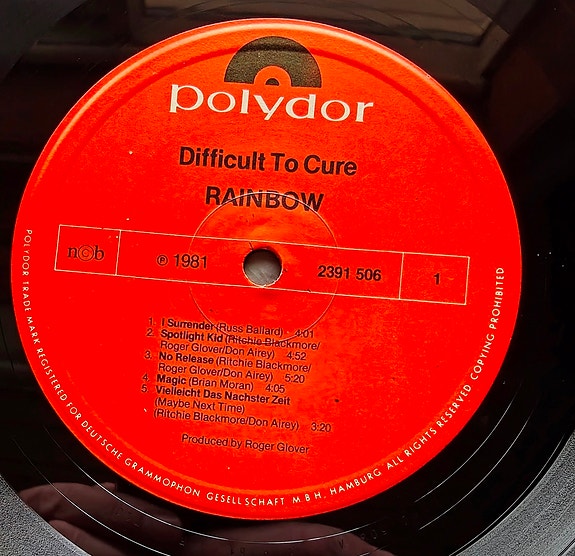 polydor
Difficult To Cure
RAINBOW
n©b
℗ 1981
2391 506
1
1. I Surrender (Russ Ballard) 4:01
2. Spotlight Kid (Ritchie Blackmore/
Roger Glover/Don Airey) 4:52
3. No Release (Ritchie Blackmore/
Roger Glover/Don Airey) 5:20
4. Magic (Brian Moran) 4:05
5. Vielleicht Das Nachster Zeit
(Maybe Next Time)
(Ritchie Blackmore/Don Airey) 3:20
Produced by Roger Glover
POLYDOR TRADE MARK REGISTERED FOR DEUTSCHE GRAMMOPHON GESELLSCHAFT M B H. HAMBURG ALL RIGHTS RESERVED COPYING PROHIBITED